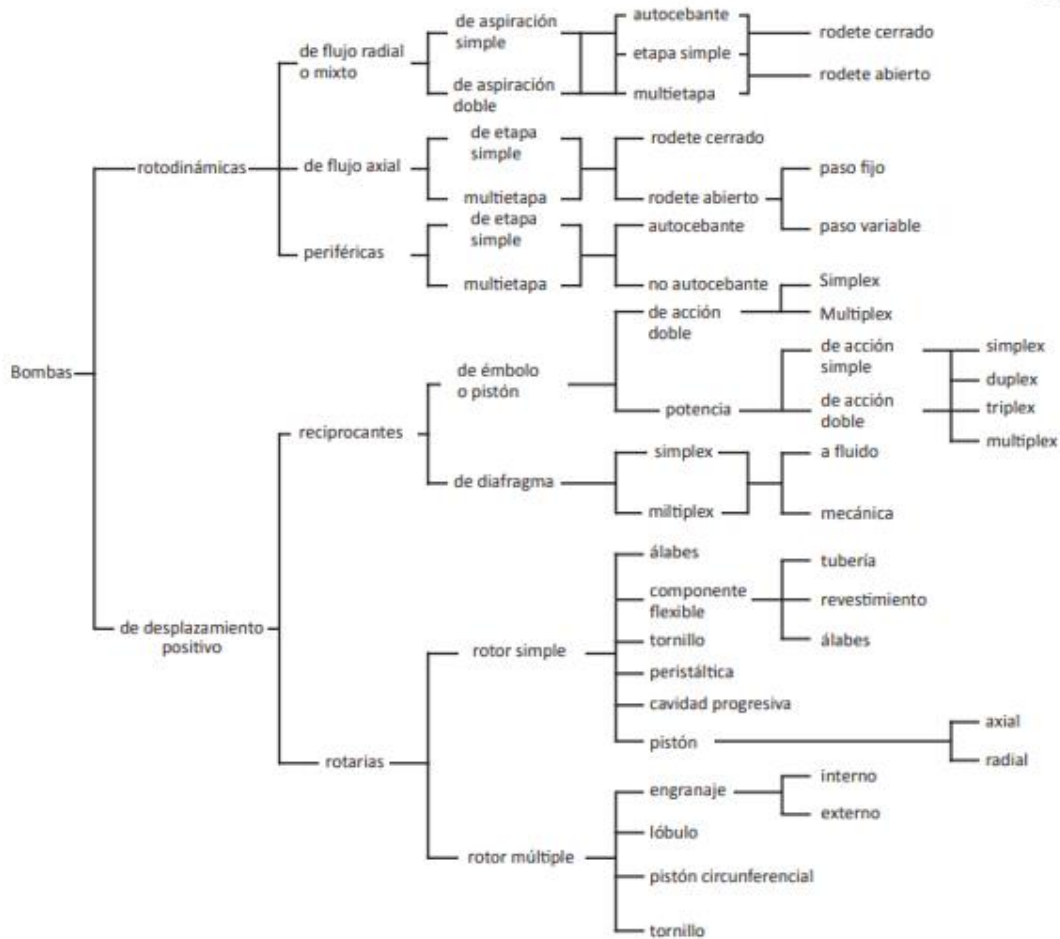 Bombas
rotodinámicas
de flujo radial
o mixto
de aspiración
simple
de aspiración
doble
autocebante
etapa simple
multietapa
rodete cerrado
rodete abierto
de flujo axial
de etapa
simple
multietapa
rodete cerrado
rodete abierto
paso fijo
paso variable
periféricas
de etapa
simple
multietapa
autocebante
no autocebante
de desplazamiento
positivo
reciprocantes
de émbolo
o pistón
de acción
doble
Simplex
Multiplex
potencia
de acción
simple
de acción
doble
simplex
duplex
triplex
multiplex
de diafragma
simplex
miltiplex
a fluido
mecánica
rotarias
rotor simple
álabes
componente
flexible
tubería
revestimiento
álabes
tornillo
peristáltica
cavidad progresiva
pistón
axial
radial
rotor múltiple
engranaje
interno
externo
lóbulo
pistón circunferencial
tornillo